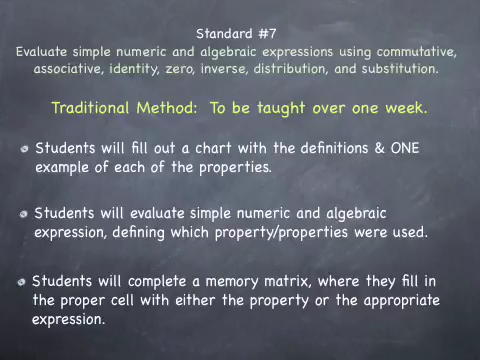 Standard #7
Evaluate simple numeric and algebraic expressions using commutative,
associative, identity, zero, inverse, distribution, and substitution.
Traditional Method: To be taught over one week.
Students will fill out a chart with the definitions & ONE
example of each of the properties.
Students will evaluate simple numeric and algebraic
expression, defining which property/properties were used.
Students will complete a memory matrix, where they fill in
the proper cell with either the property or the appropriate
expression.